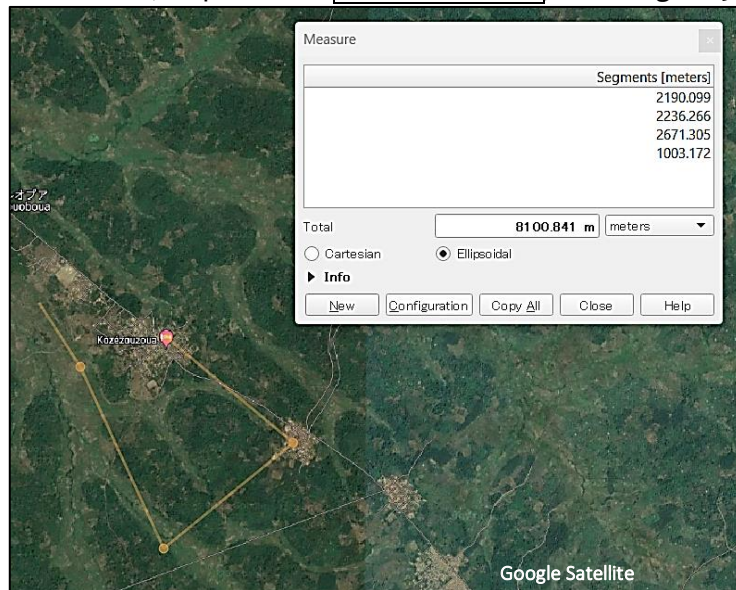 Measure
Segments [meters]
2190.099
2236.266
2671.305
1003.172
Total 8100.841 m meters
Cartesian Ellipsoidal
Info
New Configuration Copy All Close Help
オブア
uoboua
Kozezouzoua
Google Satellite